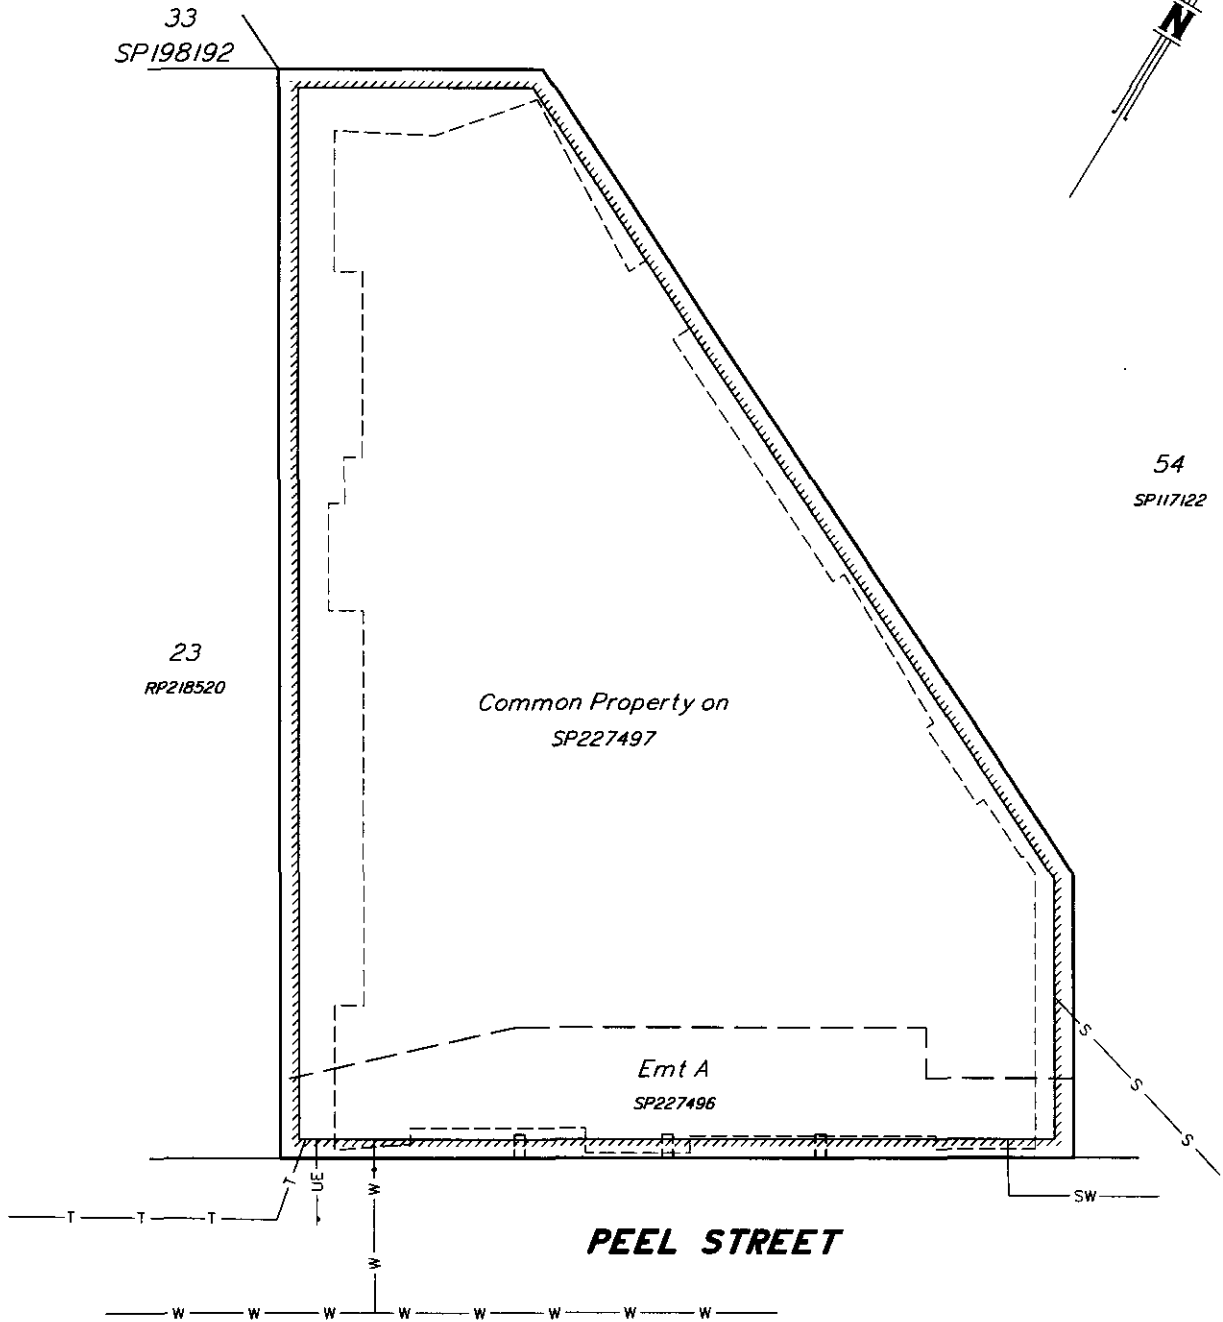 33
SP198192
N
54
SP117122
23
RP218520
Common Property on
SP227497
Emt A
SP227496
S
S
S
T
UE
W
W
SW
T T T
PEEL STREET
W W W W W W W W